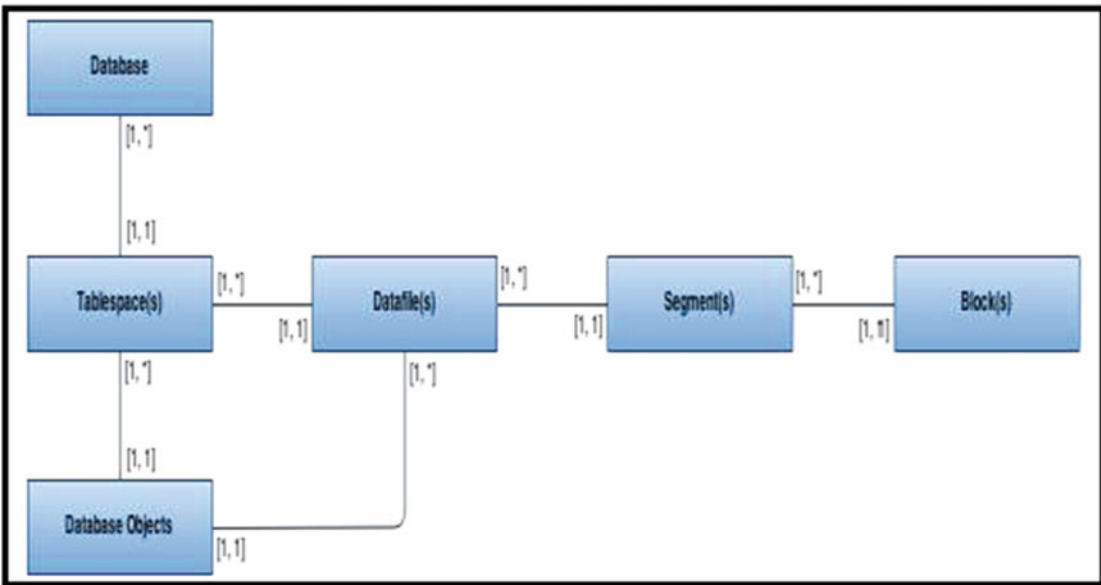 Database
[1, *]
[1, 1]
Tablespace(s)
[1, *]
[1, 1]
Datafile(s)
[1, *]
[1, 1]
Segment(s)
[1, *]
[1, 1]
Block(s)
[1, *]
[1, *]
[1, 1]
Database Objects
[1, 1]